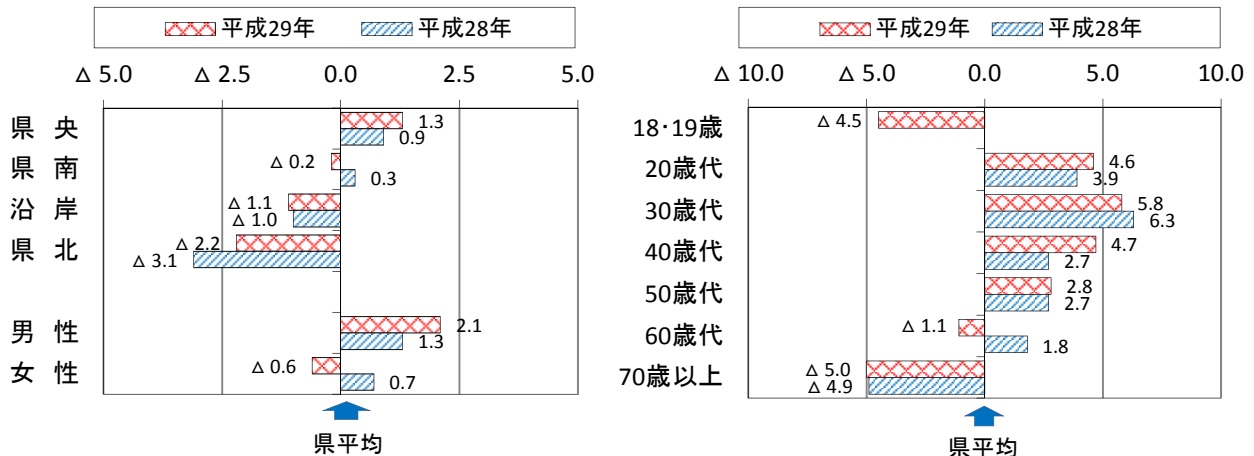 平成29年 平成28年
Δ 5.0 Δ 2.5 0.0 2.5 5.0
県 央 1.3
0.9
県 南 Δ 0.2
0.3
沿 岸 Δ 1.1
Δ 1.0
県 北 Δ 2.2
Δ 3.1
男 性 2.1
1.3
女 性 Δ 0.6
0.7
県平均
平成29年 平成28年
Δ 10.0 Δ 5.0 0.0 5.0 10.0
18・19歳 Δ 4.5
20歳代 4.6
3.9
30歳代 5.8
6.3
40歳代 4.7
2.7
50歳代 2.8
2.7
60歳代 Δ 1.1
1.8
70歳以上 Δ 5.0
Δ 4.9
県平均